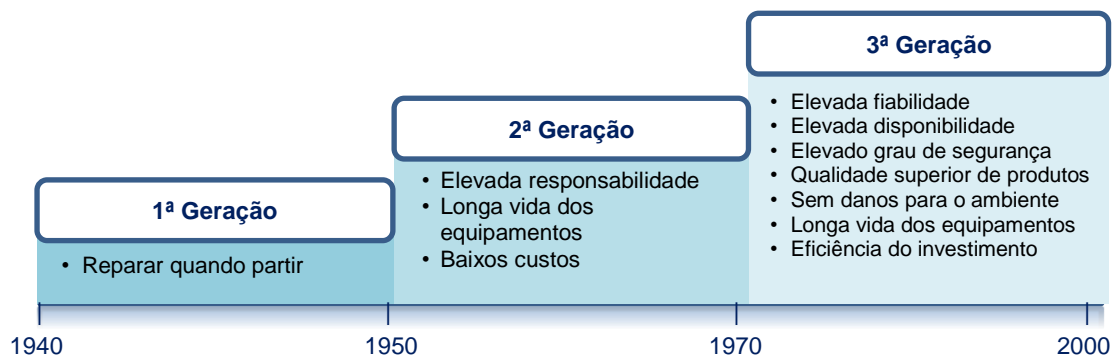 1ª Geração
• Reparar quando partir
2ª Geração
• Elevada responsabilidade
• Longa vida dos
equipamentos
• Baixos custos
3ª Geração
• Elevada fiabilidade
• Elevada disponibilidade
• Elevado grau de segurança
• Qualidade superior de produtos
• Sem danos para o ambiente
• Longa vida dos equipamentos
• Eficiência do investimento
1940
1950
1970
2000